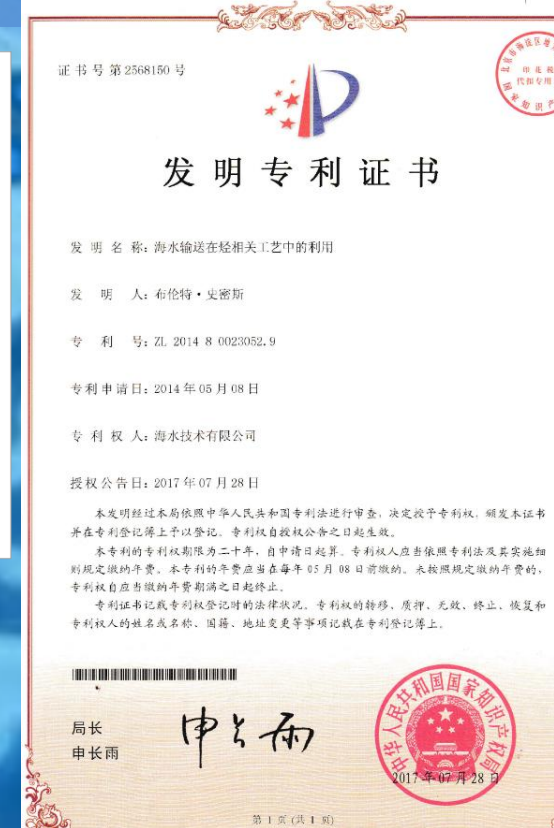 证书号第2568150号
发明专利证书
发 明 名 称：海水输送在烃相关工艺中的利用
发 明 人：布伦特·史密斯
专 利 号：ZL 2014 8 0023052.9
专利申请日：2014年05月08日
专 利 权 人：海水技术有限公司
授权公告日：2017年07月28日
本发明经过本局依照中华人民共和国专利法进行审查，决定授予专利权，颁发本证书
并在专利登记簿上予以登记。专利权自授权公告之日起生效。
本专利的专利权期限为二十年，自申请日起算。专利权人应当依照专利法及其实施细
则规定缴纳年费。本专利的年费应当在每年05月08日前缴纳。未按照规定缴纳年费的，
专利权自应当缴纳年费期满之日起终止。
专利证书记载专利权登记时的法律状况。专利权的转移、质押、无效、终止、恢复和
专利权人的姓名或名称、国籍、地址变更等事项记载在专利登记簿上。
局长
申长雨
申长雨
中华人民共和国国家知识产权局
2017年07月28日
第 1 页 (共 1 页)